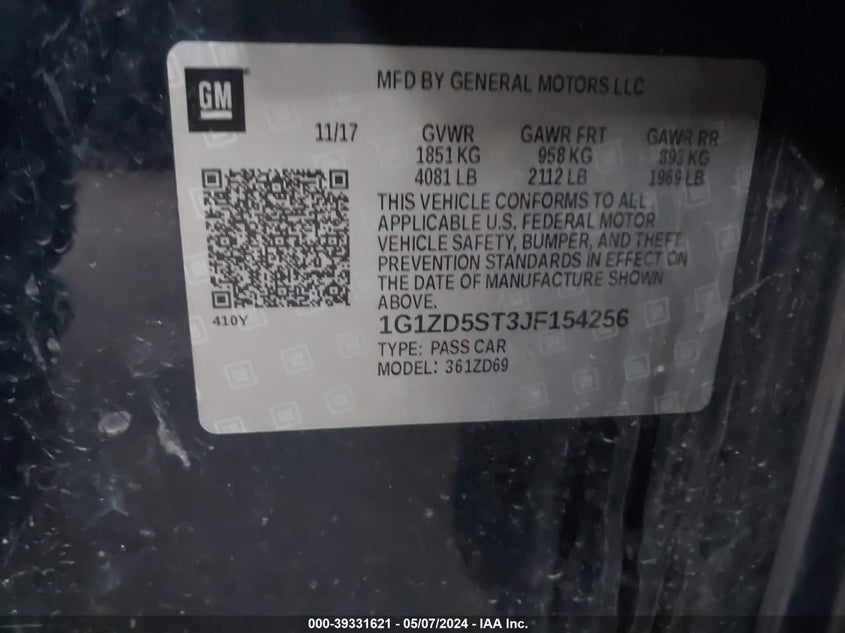 GM
MFD BY GENERAL MOTORS LLC
11/17 GVWR GAWR FRT GAWR RR
1851 KG 958 KG 893 KG
4081 LB 2112 LB 1969 LB
THIS VEHICLE CONFORMS TO ALL
APPLICABLE U.S. FEDERAL MOTOR
VEHICLE SAFETY, BUMPER, AND THEFT
PREVENTION STANDARDS IN EFFECT ON
THE DATE OF MANUFACTURE SHOWN
ABOVE.
410Y
1G1ZD5ST3JF154256
TYPE: PASS CAR
MODEL: 361ZD69
000-39331621 - 05/07/2024 - IAA Inc.